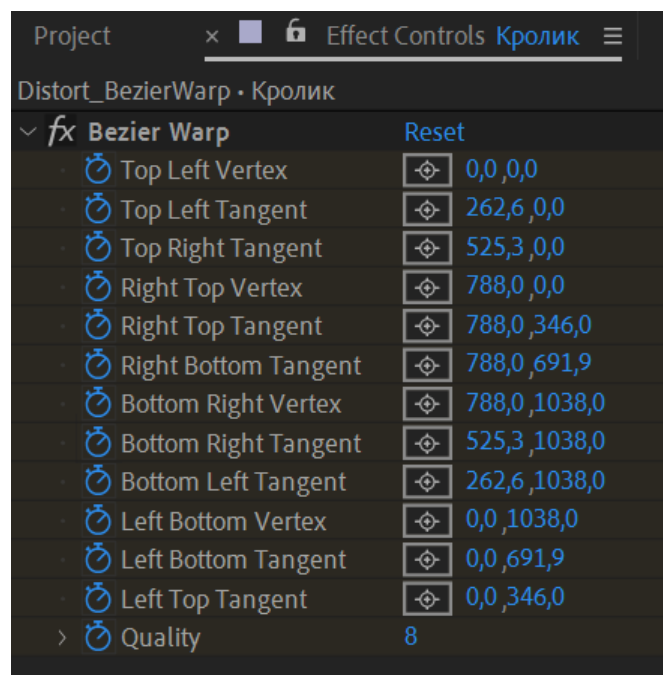 Project × Effect Controls Кролик ≡
Distort_BezierWarp • Кролик
fx Bezier Warp Reset
Top Left Vertex 0,0 ,0,0
Top Left Tangent 262,6 ,0,0
Top Right Tangent 525,3 ,0,0
Right Top Vertex 788,0 ,0,0
Right Top Tangent 788,0 ,346,0
Right Bottom Tangent 788,0 ,691,9
Bottom Right Vertex 788,0 ,1038,0
Bottom Right Tangent 525,3 ,1038,0
Bottom Left Tangent 262,6 ,1038,0
Left Bottom Vertex 0,0 ,1038,0
Left Bottom Tangent 0,0 ,691,9
Left Top Tangent 0,0 ,346,0
Quality 8